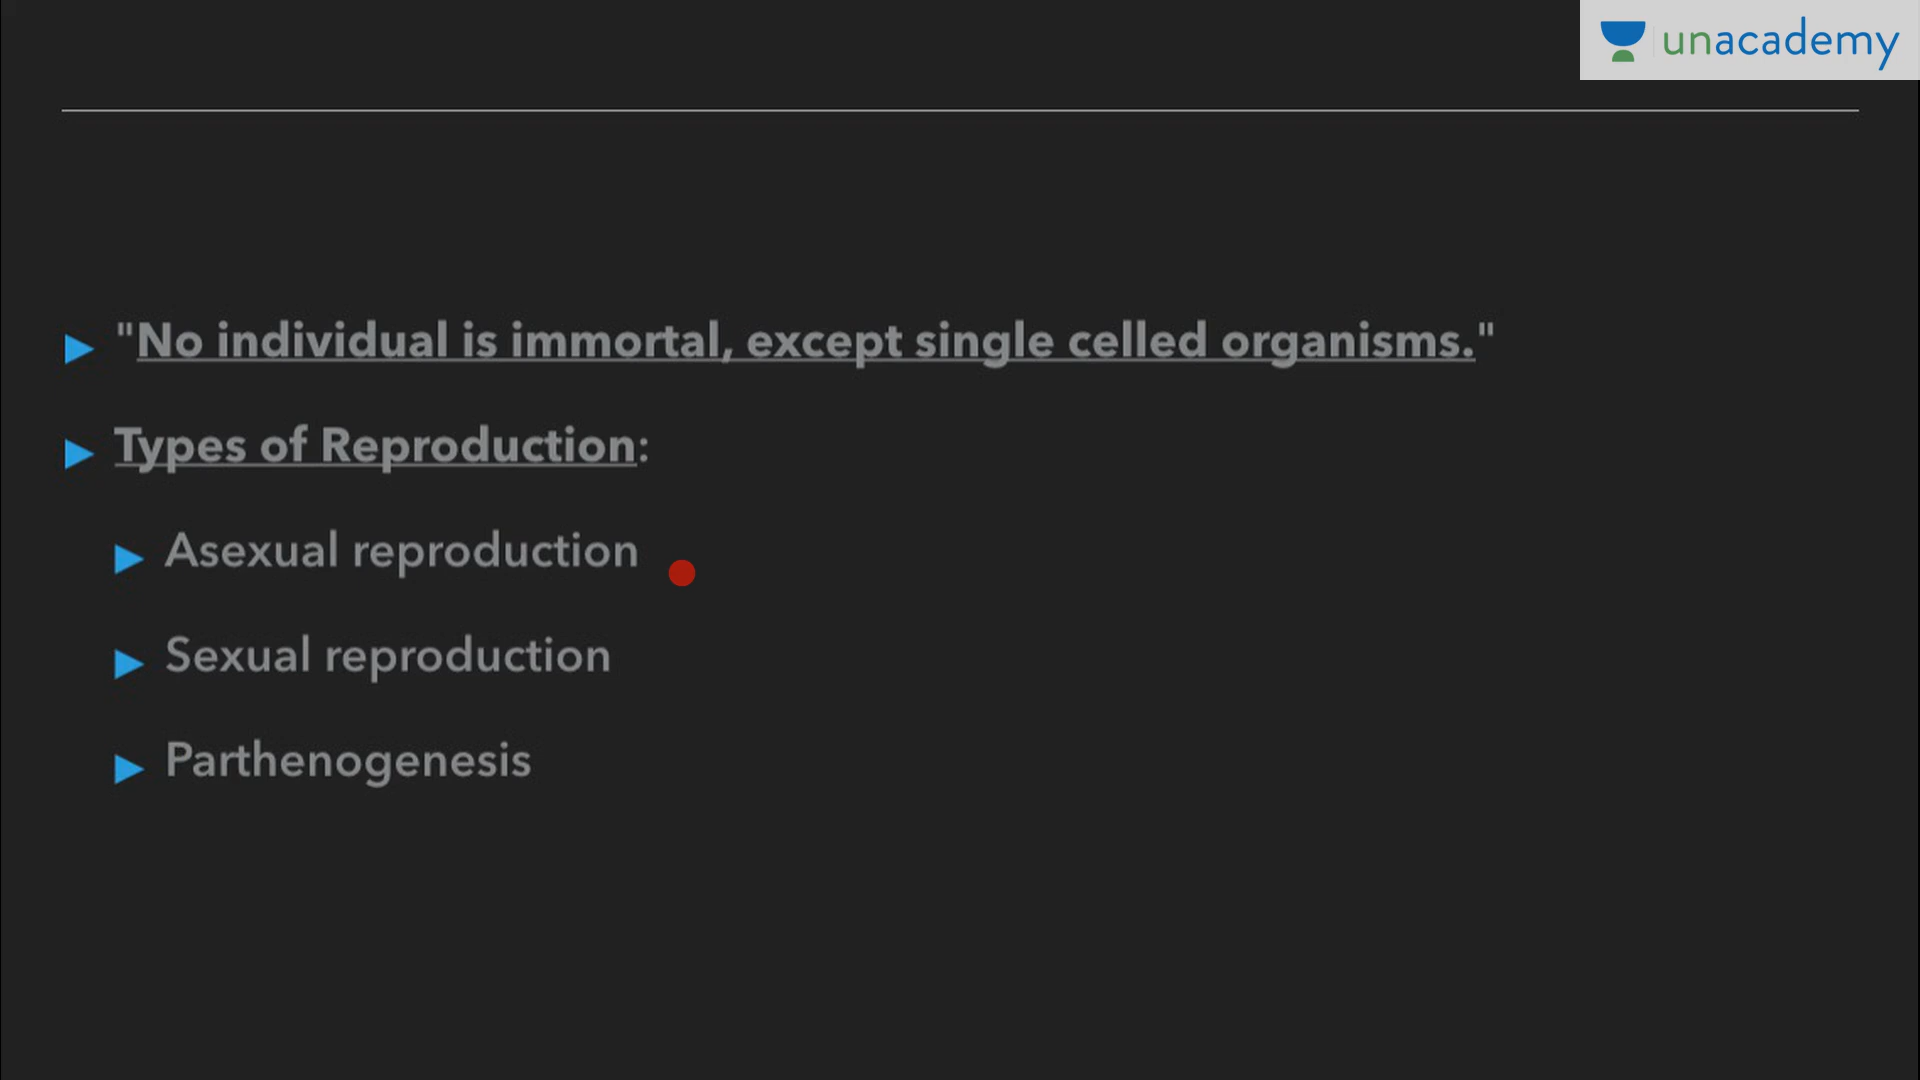 unacademy
"No individual is immortal, except single celled organisms."
Types of Reproduction:
Asexual reproduction
Sexual reproduction
Parthenogenesis